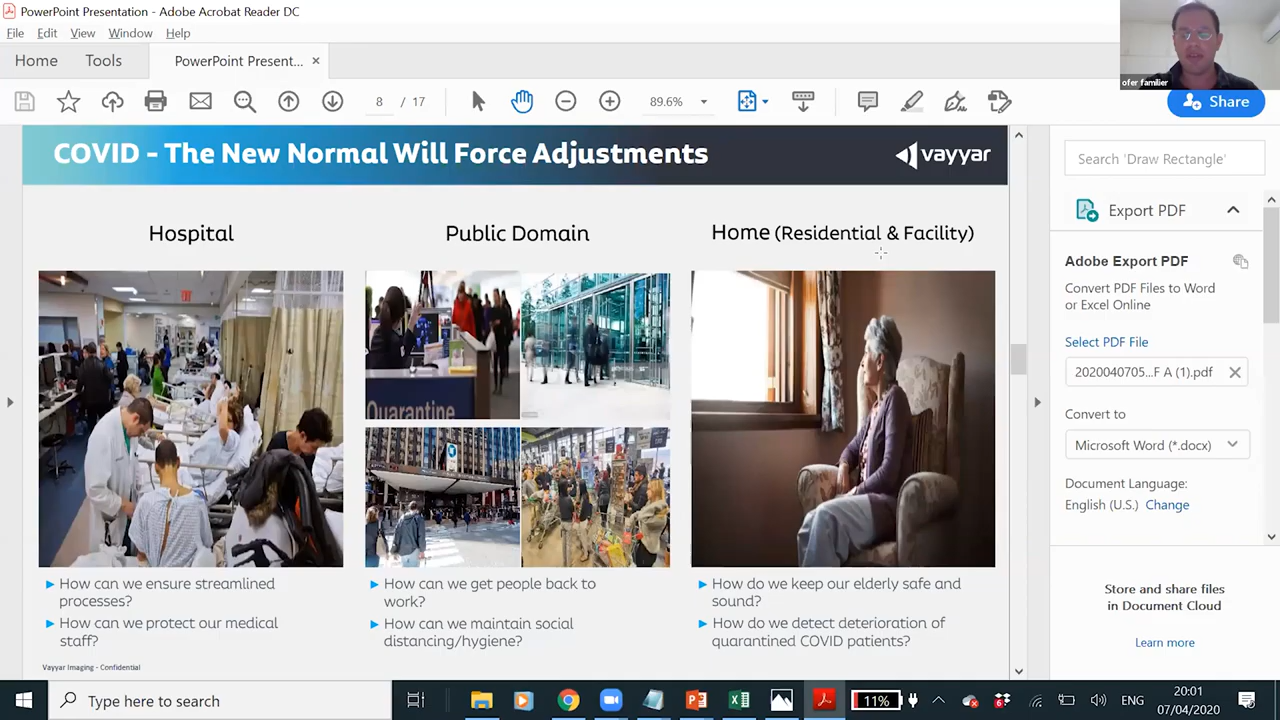 PowerPoint Presentation - Adobe Acrobat Reader DC
File Edit View Window Help
Home Tools PowerPoint Present... ×
8 / 17 89.6%
Share
ofer familier
COVID - The New Normal Will Force Adjustments
vayyar
Hospital
Public Domain
Home (Residential & Facility)
Quarantine
How can we ensure streamlined
processes?
How can we protect our medical
staff?
How can we get people back to
work?
How can we maintain social
distancing/hygiene?
How do we keep our elderly safe and
sound?
How do we detect deterioration of
quarantined COVID patients?
Vayyar Imaging - Confidential
Search 'Draw Rectangle'
Export PDF
Adobe Export PDF
Convert PDF Files to Word
or Excel Online
Select PDF File
2020040705...F A (1).pdf
Convert to
Microsoft Word (*.docx)
Document Language:
English (U.S.) Change
Store and share files
in Document Cloud
Learn more
Type here to search
11%
ENG
20:01
07/04/2020